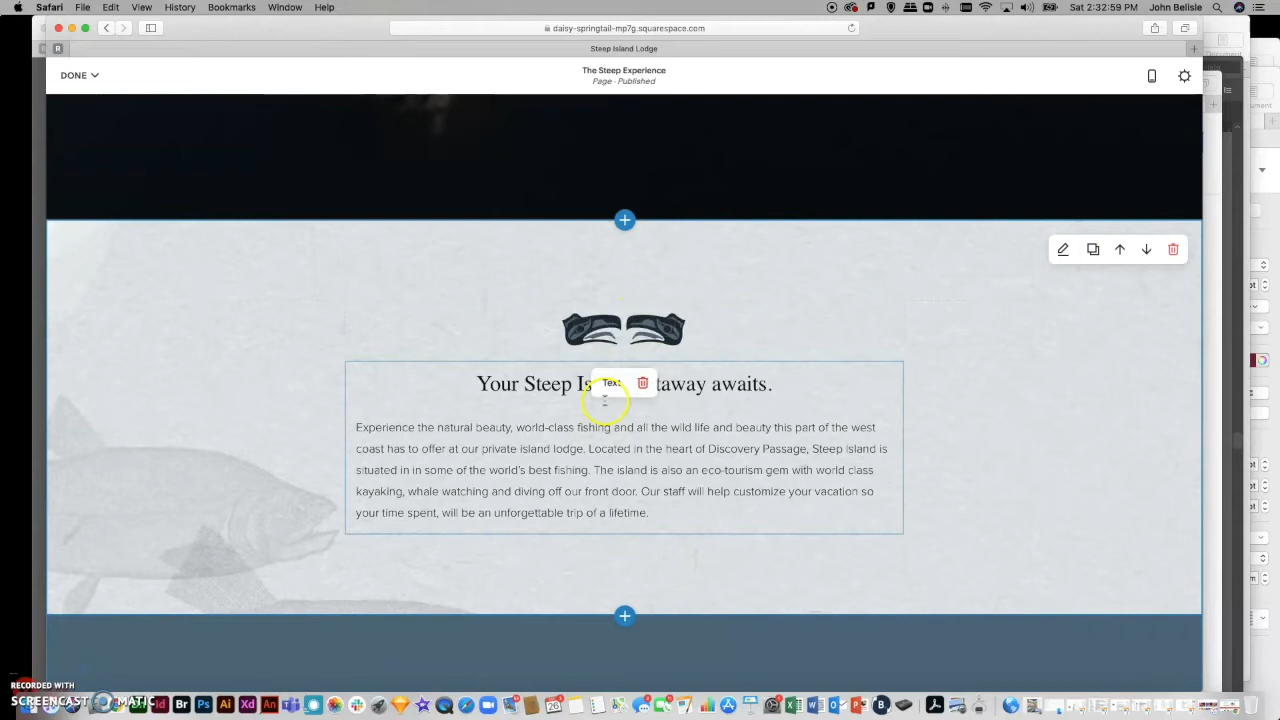 Safari File Edit View History Bookmarks Window Help
Sat 2:32:59 PM John Belise
daisy-springtail-mp7g.squarespace.com
Steep Island Lodge
DONE
The Steep Experience
Page · Published
Text
Your Steep Is taway awaits.
Experience the natural beauty, world-class fishing and all the wild life and beauty this part of the west
coast has to offer at our private island lodge. Located in the heart of Discovery Passage, Steep Island is
situated in in some of the world's best fishing. The island is also an eco-tourism gem with world class
kayaking, whale watching and diving off our front door. Our staff will help customize your vacation so
your time spent, will be an unforgettable trip of a lifetime.
RECORDED WITH
SCREENCAST MATIC